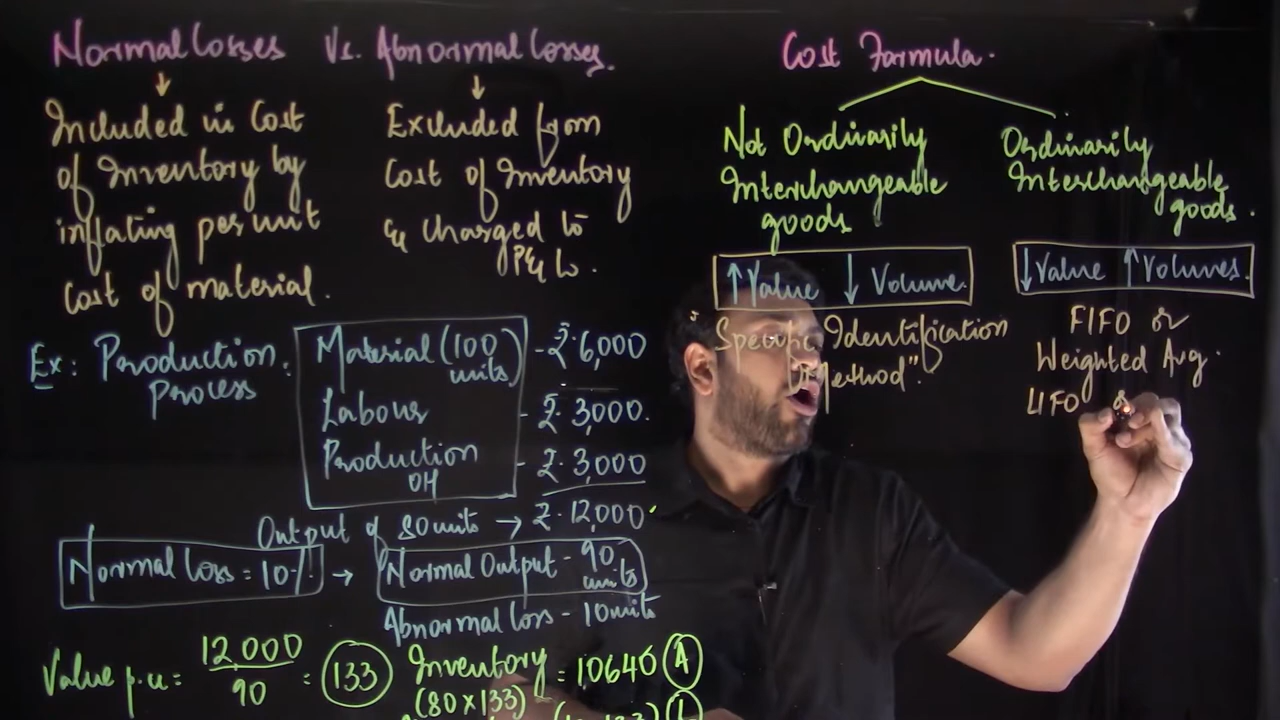 Normal Losses Vs. Abnormal Losses.
Included in Cost
of Inventory by
inflating per unit
Cost of material.
Excluded from
Cost of Inventory
& charged to
P&L.
Ex: Production
Process
Material (100
units)
- ₹ 6,000
Labour
- ₹. 3,000.
Production
OH
- ₹. 3,000
Output of 80 units → ₹. 12,000
Normal Loss = 10% →
Normal Output - 90
units
Abnormal loss - 10 units
Value p.u = 12000
90
= 133
Inventory = 10640 A
(80 x 133)
Cost Formula.
Not Ordinarily
Interchangeable
goods
↑ Value ↓ Volume.
Specific Identification
Method".
Ordinarily
Interchangeable
goods.
↓ Value ↑ Volumes.
FIFO or
Weighted Avg.
LIFO